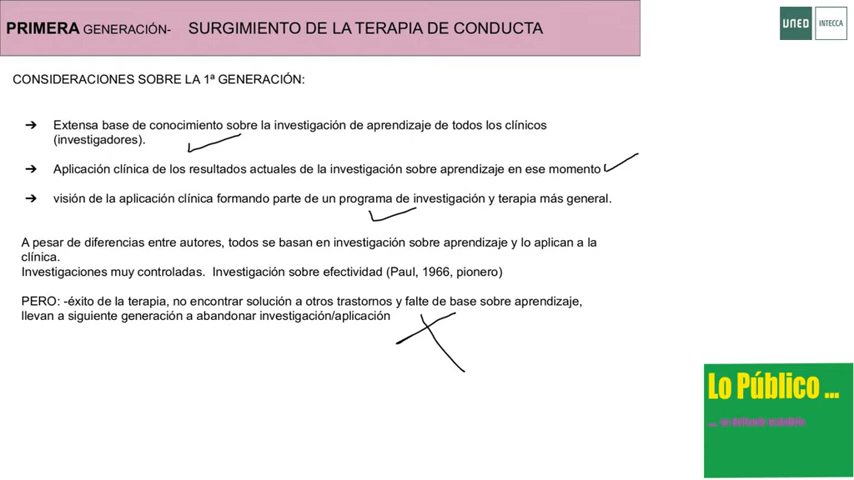 PRIMERA GENERACIÓN- SURGIMIENTO DE LA TERAPIA DE CONDUCTA
UNED INTECCA
CONSIDERACIONES SOBRE LA 1ª GENERACIÓN:
➔ Extensa base de conocimiento sobre la investigación de aprendizaje de todos los clínicos
(investigadores).
➔ Aplicación clínica de los resultados actuales de la investigación sobre aprendizaje en ese momento
➔ visión de la aplicación clínica formando parte de un programa de investigación y terapia más general.
A pesar de diferencias entre autores, todos se basan en investigación sobre aprendizaje y lo aplican a la
clínica.
Investigaciones muy controladas. Investigación sobre efectividad (Paul, 1966, pionero)
PERO: -éxito de la terapia, no encontrar solución a otros trastornos y falte de base sobre aprendizaje,
llevan a siguiente generación a abandonar investigación/aplicación
Lo Público ...